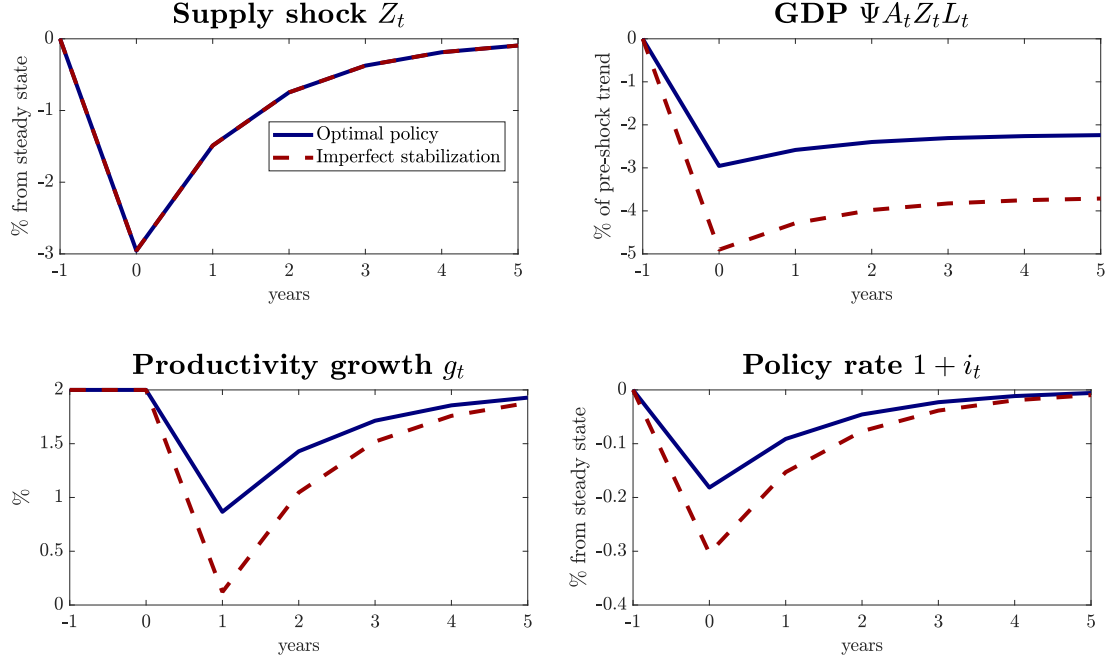 Supply shock Z_t
0
-1
-2
-3
% from steady state
-1 0 1 2 3 4 5
years
Optimal policy
Imperfect stabilization
GDP ΨA_tZ_tL_t
0
-1
-2
-3
-4
-5
% of pre-shock trend
-1 0 1 2 3 4 5
years
Productivity growth g_t
2
1.5
1
0.5
0
%
-1 0 1 2 3 4 5
years
Policy rate 1 + i_t
0
-0.1
-0.2
-0.3
-0.4
% from steady state
-1 0 1 2 3 4 5
years